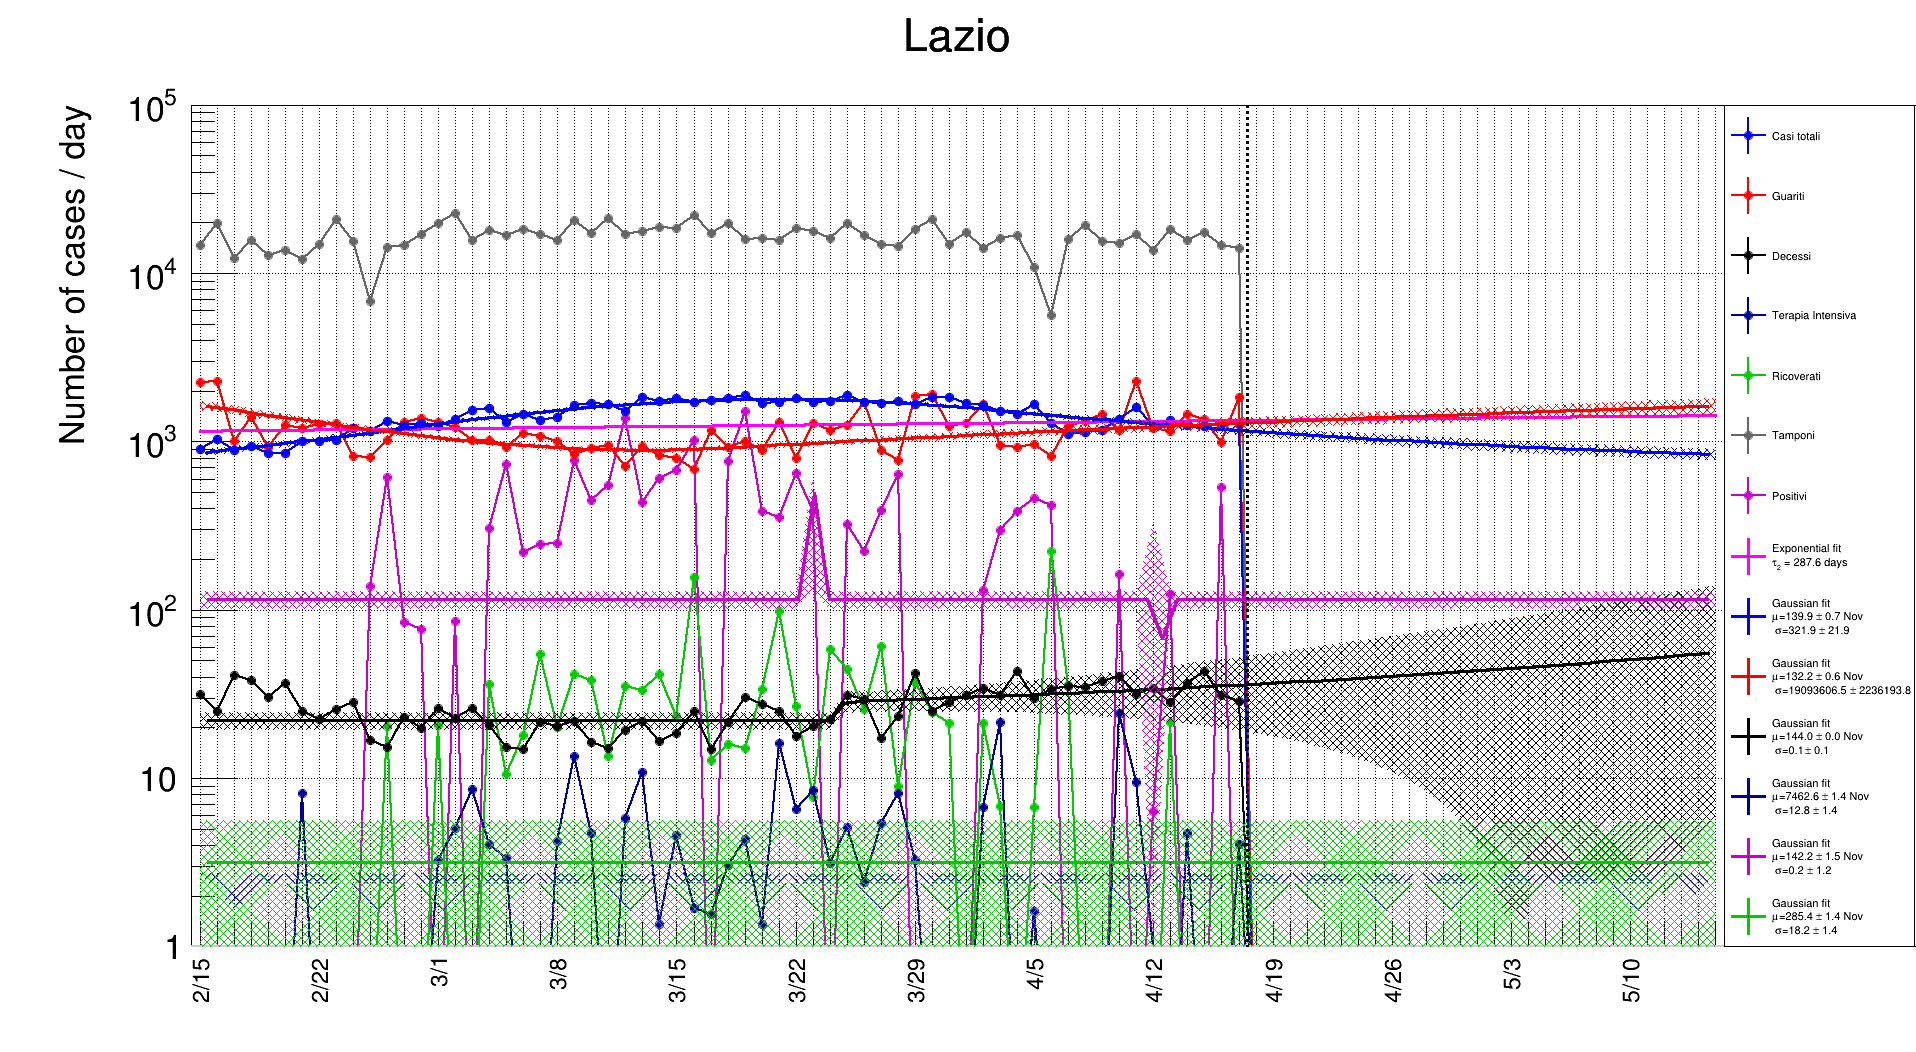 Lazio
Number of cases / day
10^5
10^4
10^3
10^2
10
1
2/15
2/22
3/1
3/8
3/15
3/22
3/29
4/5
4/12
4/19
4/26
5/3
5/10
Casi totali
Guariti
Decessi
Terapia Intensiva
Ricoverati
Tamponi
Positivi
Exponential fit
τ₂ = 287.6 days
Gaussian fit
μ=139.9 ± 0.7 Nov
σ=321.9 ± 21.9
Gaussian fit
μ=132.2 ± 0.6 Nov
σ=19093606.5 ± 2236193.8
Gaussian fit
μ=144.0 ± 0.0 Nov
σ=0.1 ± 0.1
Gaussian fit
μ=7462.6 ± 1.4 Nov
σ=12.8 ± 1.4
Gaussian fit
μ=142.2 ± 1.5 Nov
σ=0.2 ± 1.2
Gaussian fit
μ=285.4 ± 1.4 Nov
σ=18.2 ± 1.4